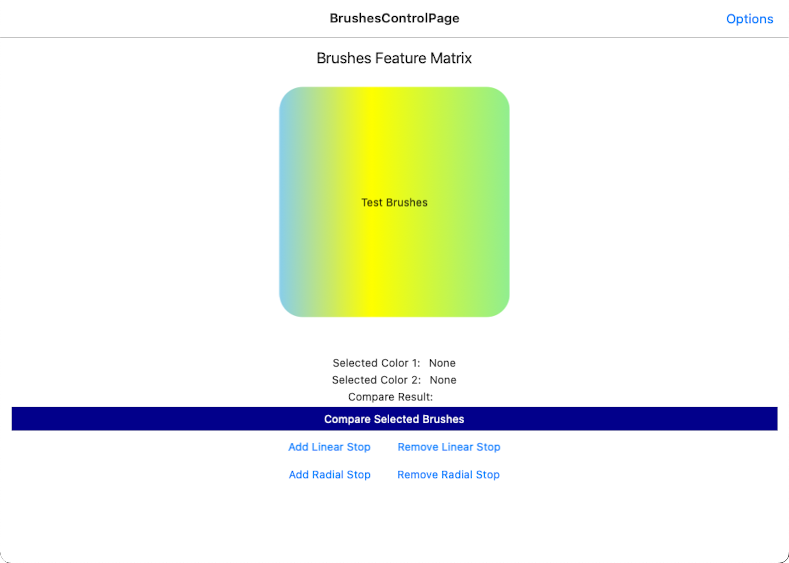 BrushesControlPage
Options
Brushes Feature Matrix
Test Brushes
Selected Color 1: None
Selected Color 2: None
Compare Result:
Compare Selected Brushes
Add Linear Stop Remove Linear Stop
Add Radial Stop Remove Radial Stop